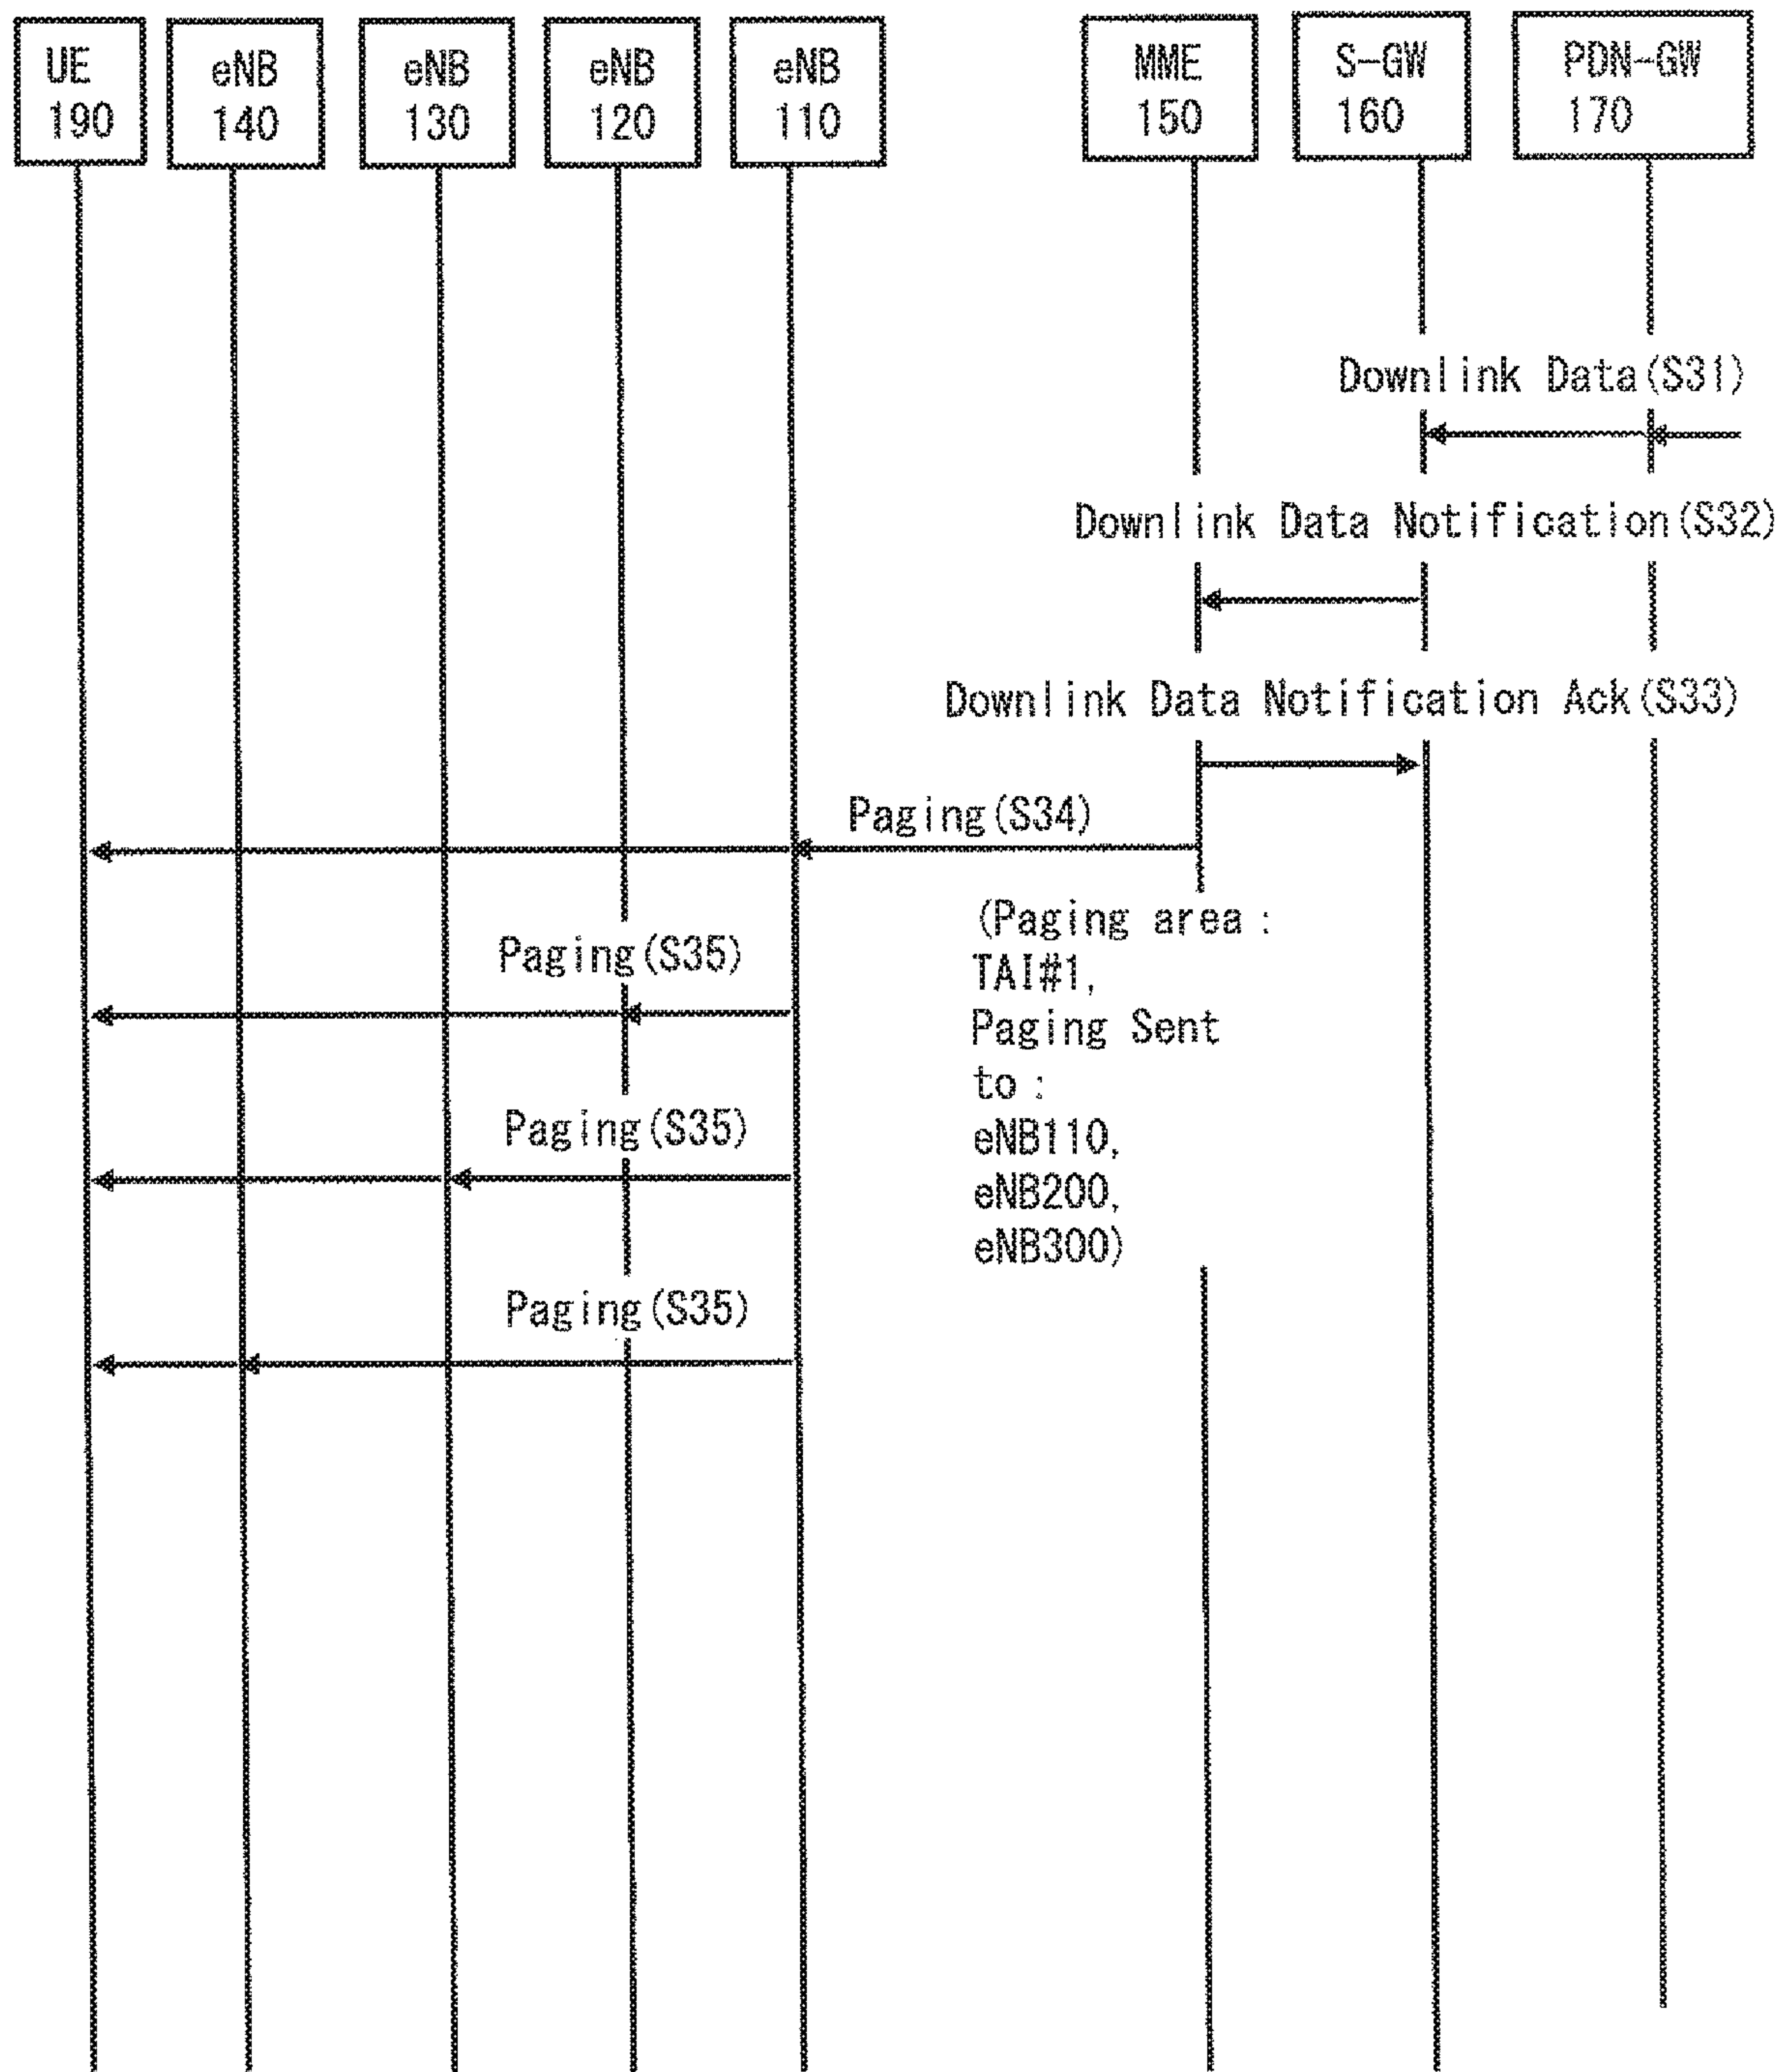 UE
190
eNB
140
eNB
130
eNB
120
eNB
110
MME
150
S-GW
160
PDN-GW
170
Downlink Data(S31)
Downlink Data Notification(S32)
Downlink Data Notification Ack(S33)
Paging(S34)
(Paging area:
TAI#1,
Paging Sent
to:
eNB110,
eNB200,
eNB300)
Paging(S35)
Paging(S35)
Paging(S35)